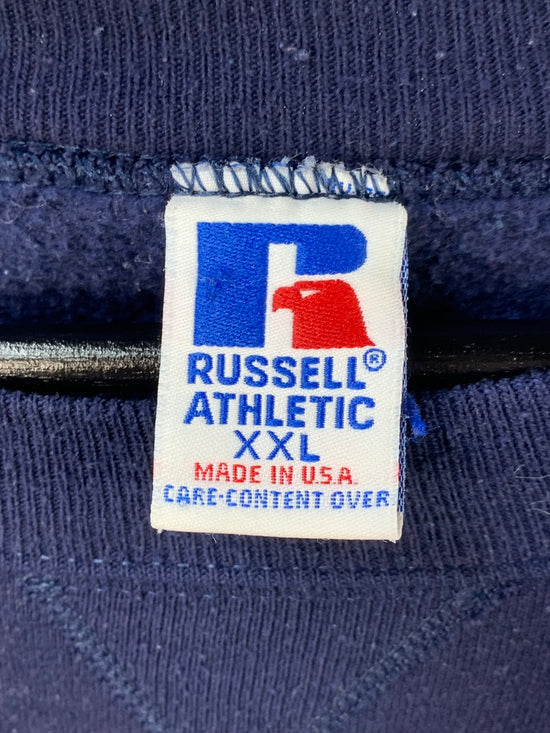 R
RUSSELL®
ATHLETIC
XXL
MADE IN U.S.A.
CARE-CONTENT OVER